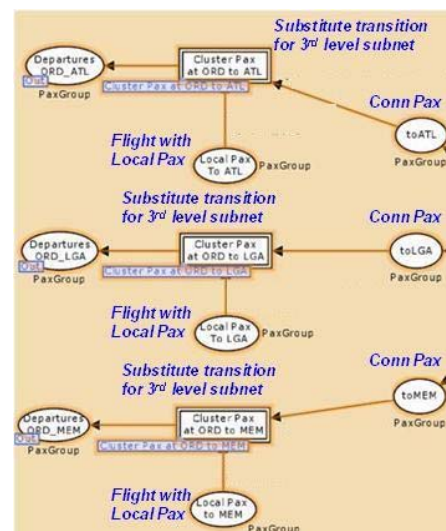 Substitute transition
for 3rd level subnet
Departures
ORD_ATL
Out
PaxGroup
Cluster Pax
at ORD to ATL
Cluster Pax at ORD to ATL
Conn Pax
toATL
PaxGroup
Flight with
Local Pax
Local Pax
To ATL
PaxGroup
Substitute transition
for 3rd level subnet
Departures
ORD_LGA
Out
PaxGroup
Cluster Pax
at ORD to LGA
Cluster Pax at ORD to LGA
Conn Pax
toLGA
PaxGroup
Flight with
Local Pax
Local Pax
To LGA
PaxGroup
Substitute transition
for 3rd level subnet
Departures
ORD_MEM
Out
PaxGroup
Cluster Pax
at ORD to MEM
Cluster Pax at ORD to MEM
Conn Pax
toMEM
PaxGroup
Flight with
Local Pax
Local Pax
to MEM
PaxGroup